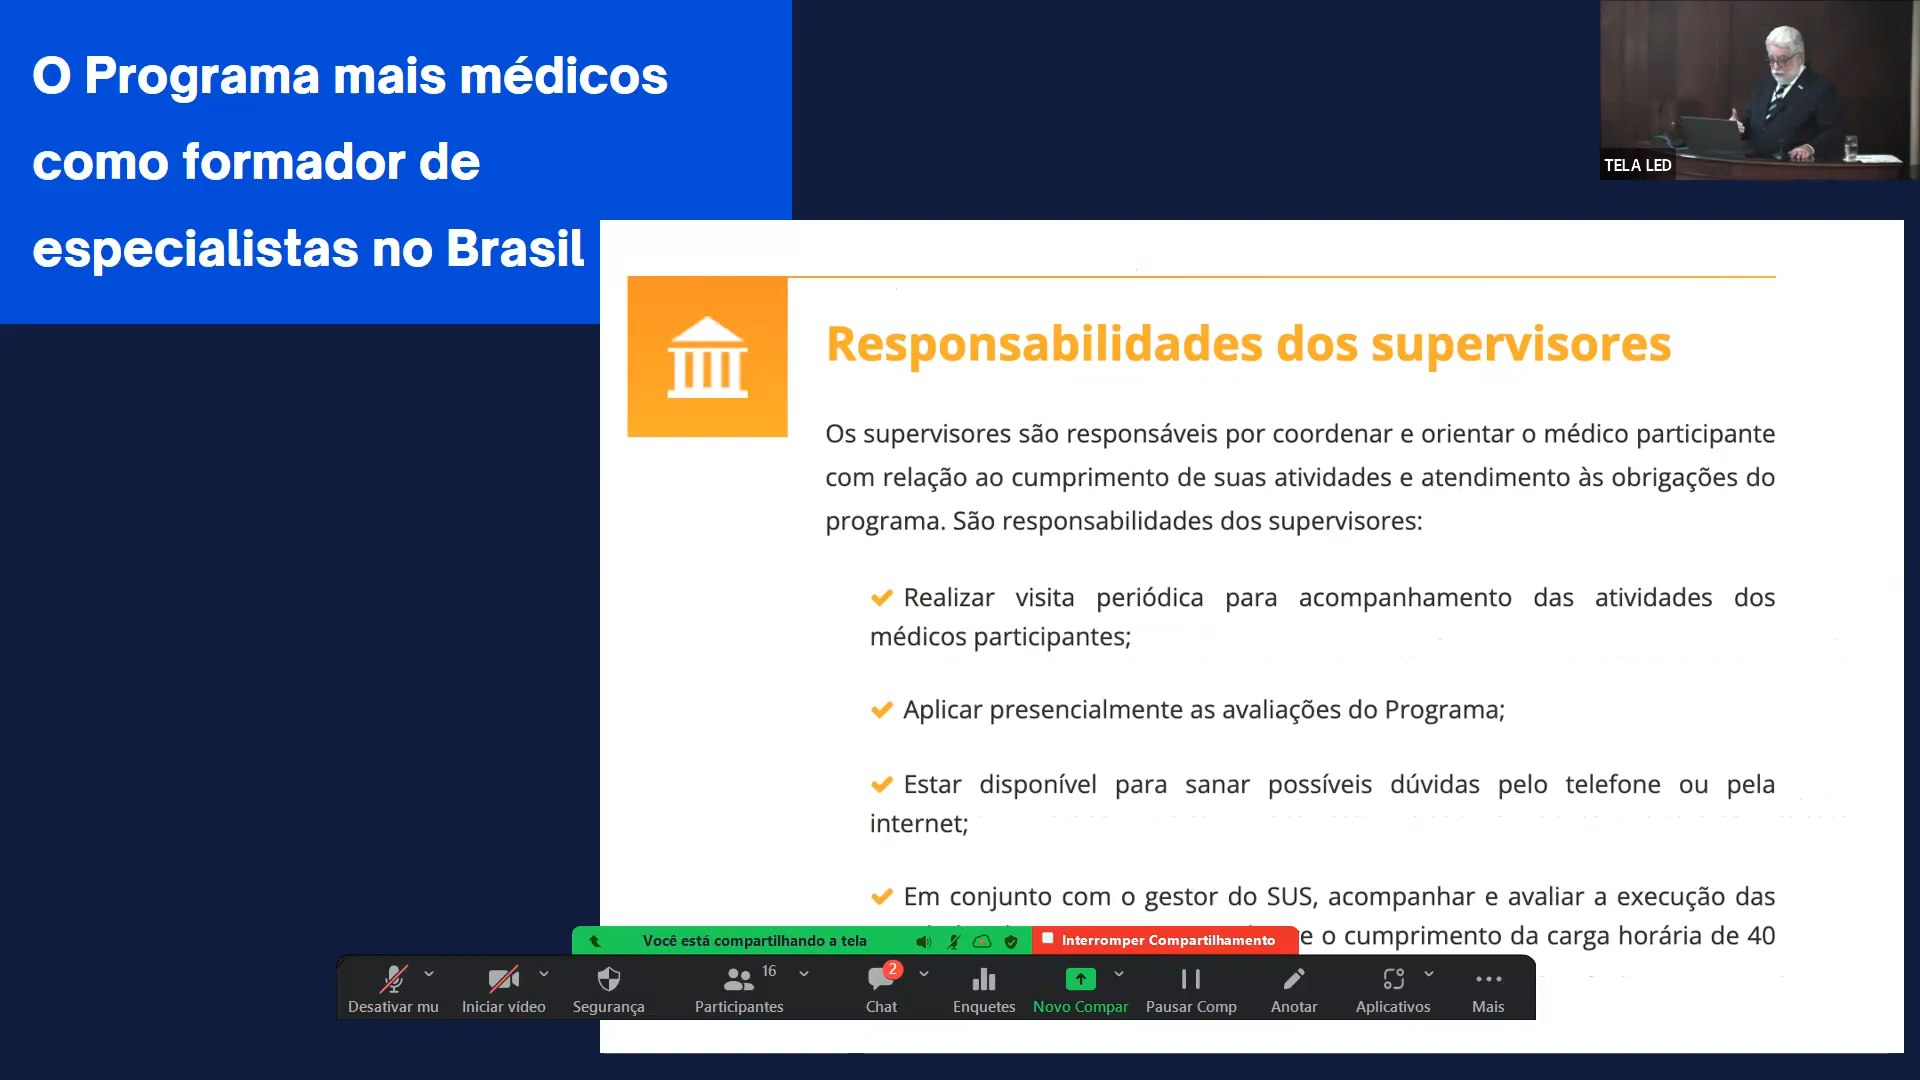 O Programa mais médicos
como formador de
especialistas no Brasil
TELA LED
Responsabilidades dos supervisores
Os supervisores são responsáveis por coordenar e orientar o médico participante
com relação ao cumprimento de suas atividades e atendimento às obrigações do
programa. São responsabilidades dos supervisores:
Realizar visita periódica para acompanhamento das atividades dos
médicos participantes;
Aplicar presencialmente as avaliações do Programa;
Estar disponível para sanar possíveis dúvidas pelo telefone ou pela
internet;
Em conjunto com o gestor do SUS, acompanhar e avaliar a execução das
e o cumprimento da carga horária de 40
Você está compartilhando a tela
Interromper Compartilhamento
16
2
Desativar mu
Iniciar vídeo
Segurança
Participantes
Chat
Enquetes
Novo Compar
Pausar Comp
Anotar
Aplicativos
Mais